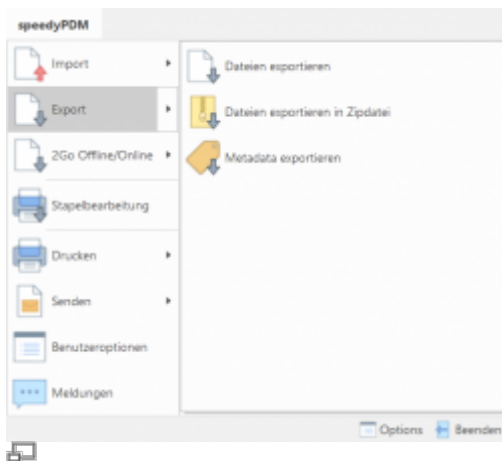 speedyPDM
Import
Export
2Go Offline/Online
Stapelbearbeitung
Drucken
Senden
Benutzeroptionen
Meldungen
Dateien exportieren
Dateien exportieren in Zipdatei
Metadata exportieren
Options
Beenden